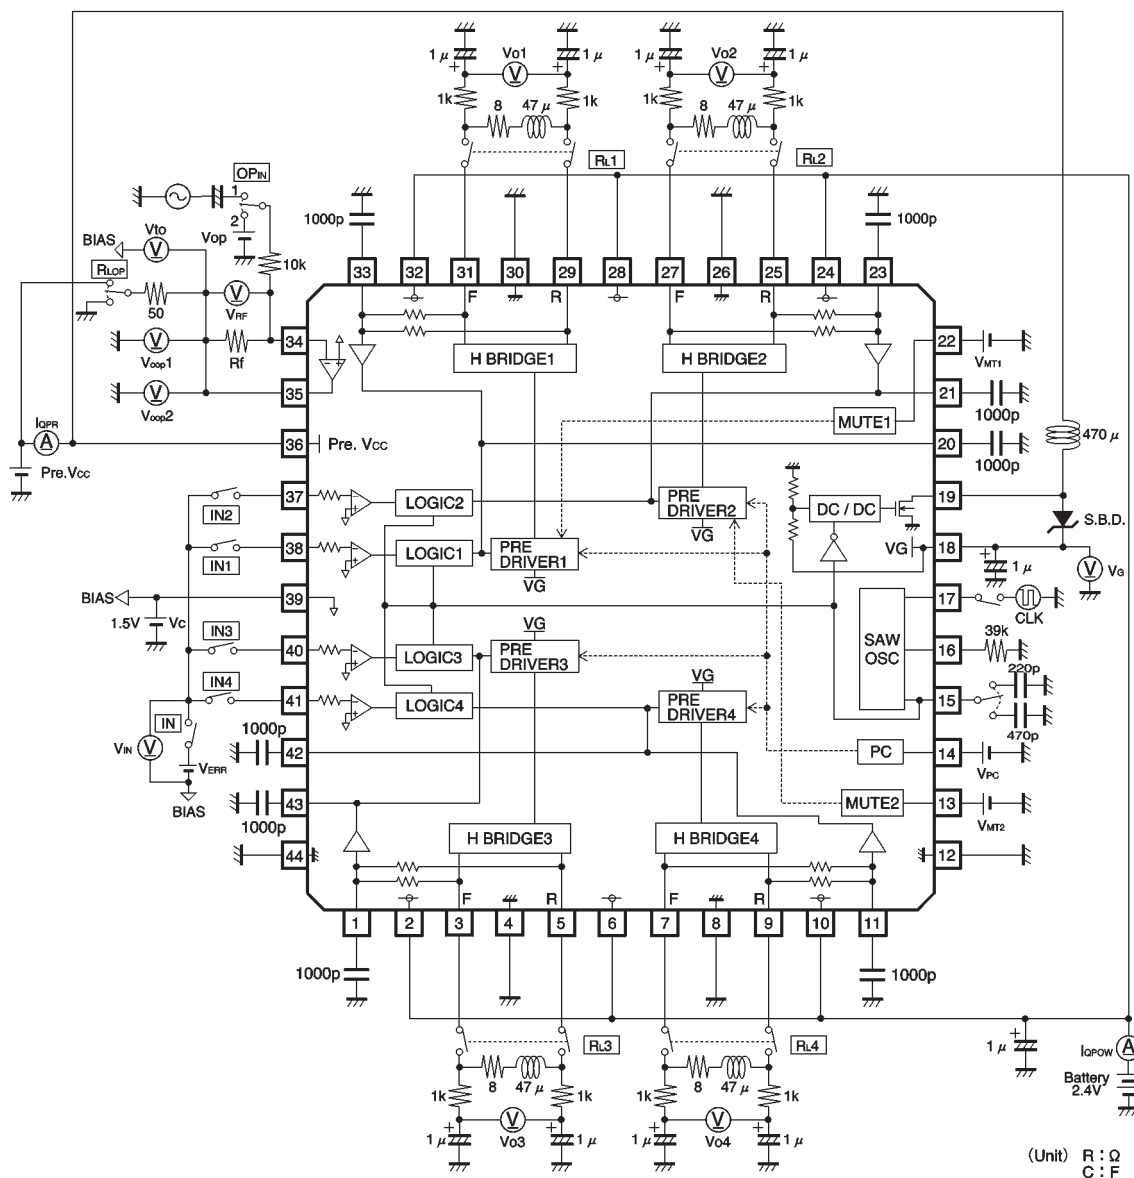 Vo1
Vo2
1 μ
+
+
1 μ
1 μ
+
+
1 μ
1k
1k
1k
1k
8
47 μ
8
47 μ
RL1
RL2
OPIN
1
2
Vop
1000p
1000p
BIAS
Vto
10k
RLOP
50
VRF
33
32
31
30
29
28
27
26
25
24
23
F
R
F
R
Voop1
Rf
34
H BRIDGE1
H BRIDGE2
22
VMT1
Voop2
35
21
1000p
IQPR
A
MUTE1
36
Pre. VCC
20
1000p
470 μ
Pre.VCC
37
LOGIC2
PRE
DRIVER2
VG
DC / DC
19
IN2
S.B.D.
38
LOGIC1
PRE
DRIVER1
VG
VG
18
IN1
+
1 μ
VG
BIAS
39
17
CLK
1.5V
VC
IN3
VG
SAW
OSC
39k
40
LOGIC3
PRE
DRIVER3
16
220p
IN4
VG
41
LOGIC4
PRE
DRIVER4
15
470p
IN
1000p
VIN
42
PC
14
VPC
VERR
BIAS
43
MUTE2
13
VMT2
1000p
H BRIDGE3
H BRIDGE4
44
12
F
R
F
R
1
2
3
4
5
6
7
8
9
10
11
1000p
1000p
RL3
RL4
+
1 μ
IQPOW
A
8
47 μ
8
47 μ
Battery
2.4V
1k
1k
1k
1k
Vo3
Vo4
+
1 μ
+
1 μ
+
1 μ
+
1 μ
(Unit) R : Ω
C : F